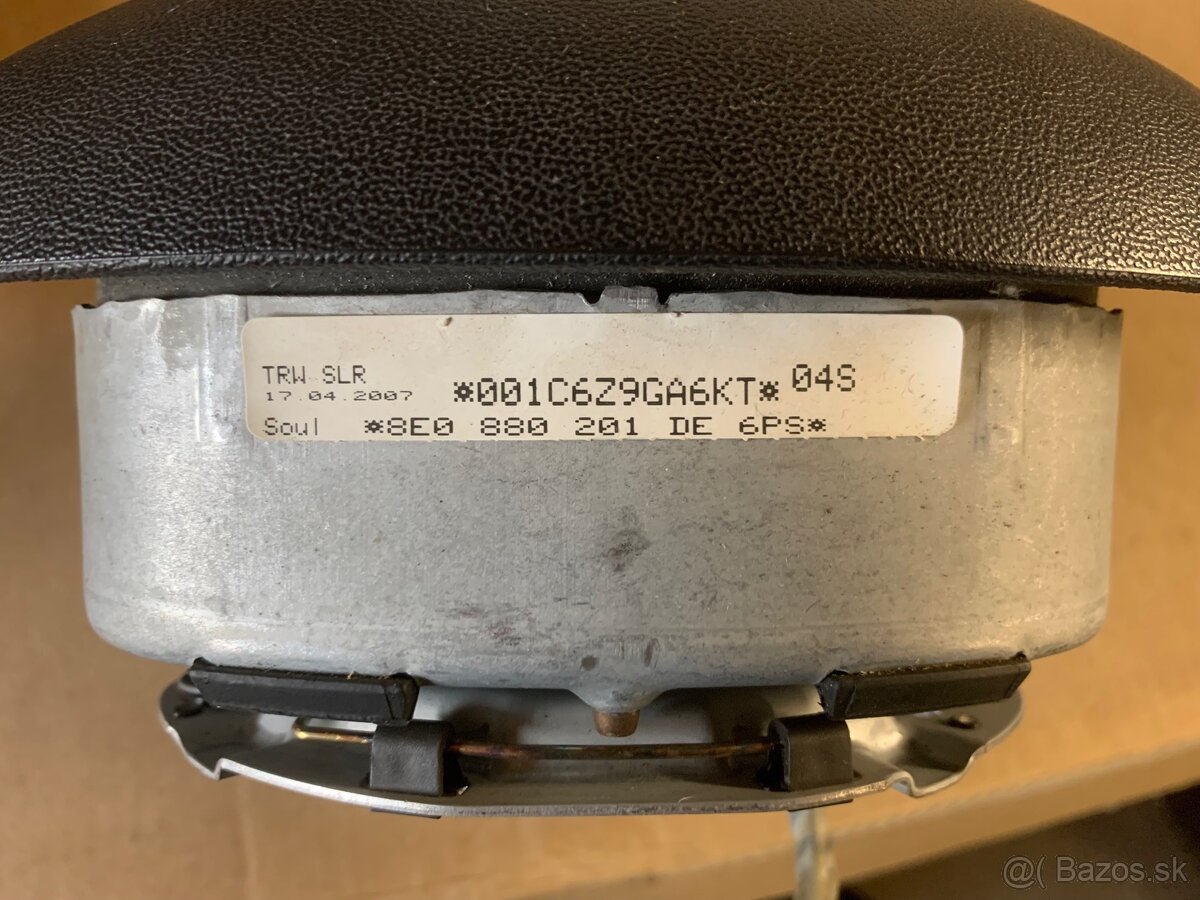 TRW SLR
17.04.2007
*001C6Z9GA6KT* 04S
Soul *8E0 880 201 DE 6PS*
@( Bazos.sk